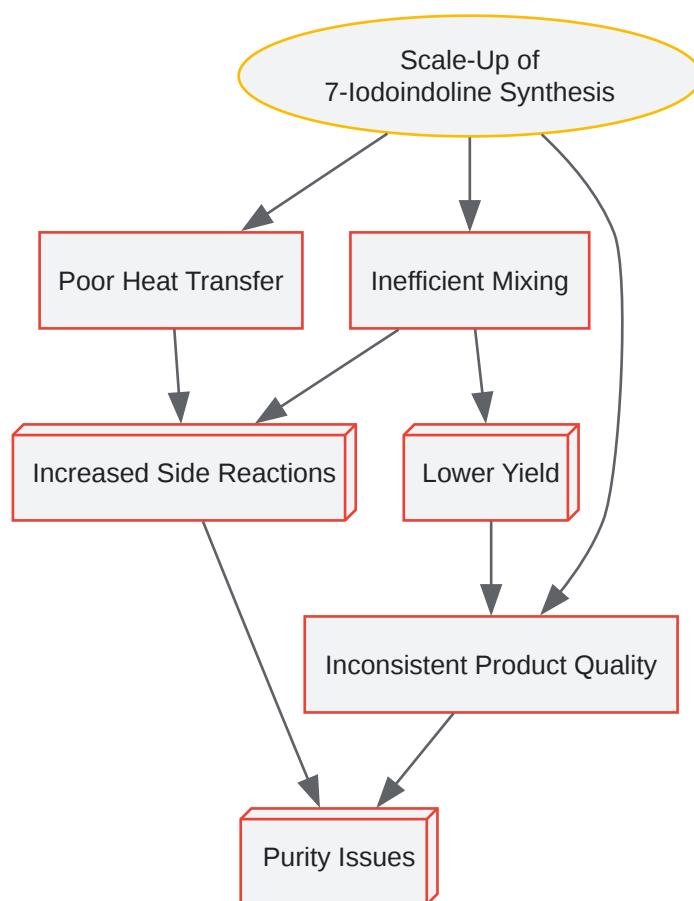 Scale-Up of
7-Iodoindoline Synthesis
Poor Heat Transfer
Inefficient Mixing
Increased Side Reactions
Lower Yield
Inconsistent Product Quality
Purity Issues